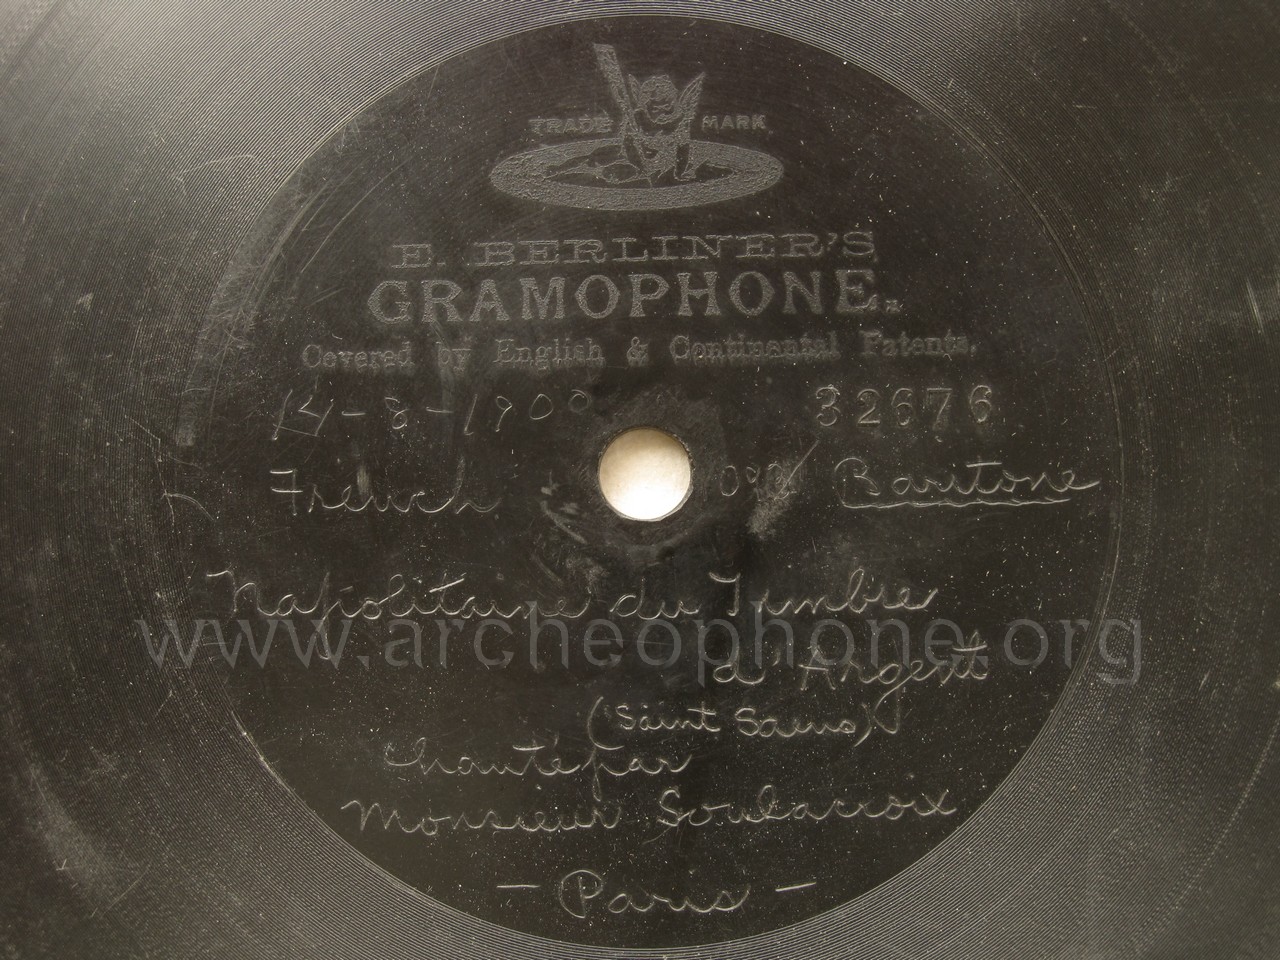 TRADE MARK.
E. BERLINER'S
GRAMOPHONE.
Covered by English & Continental Patents.
14-8-1900 32676
French Baritone
Napolitaine du Timbre
d'Argent
(Saint Saens)
Chanté par
Monsieur Soulacroix
- Paris -
www.archeophone.org